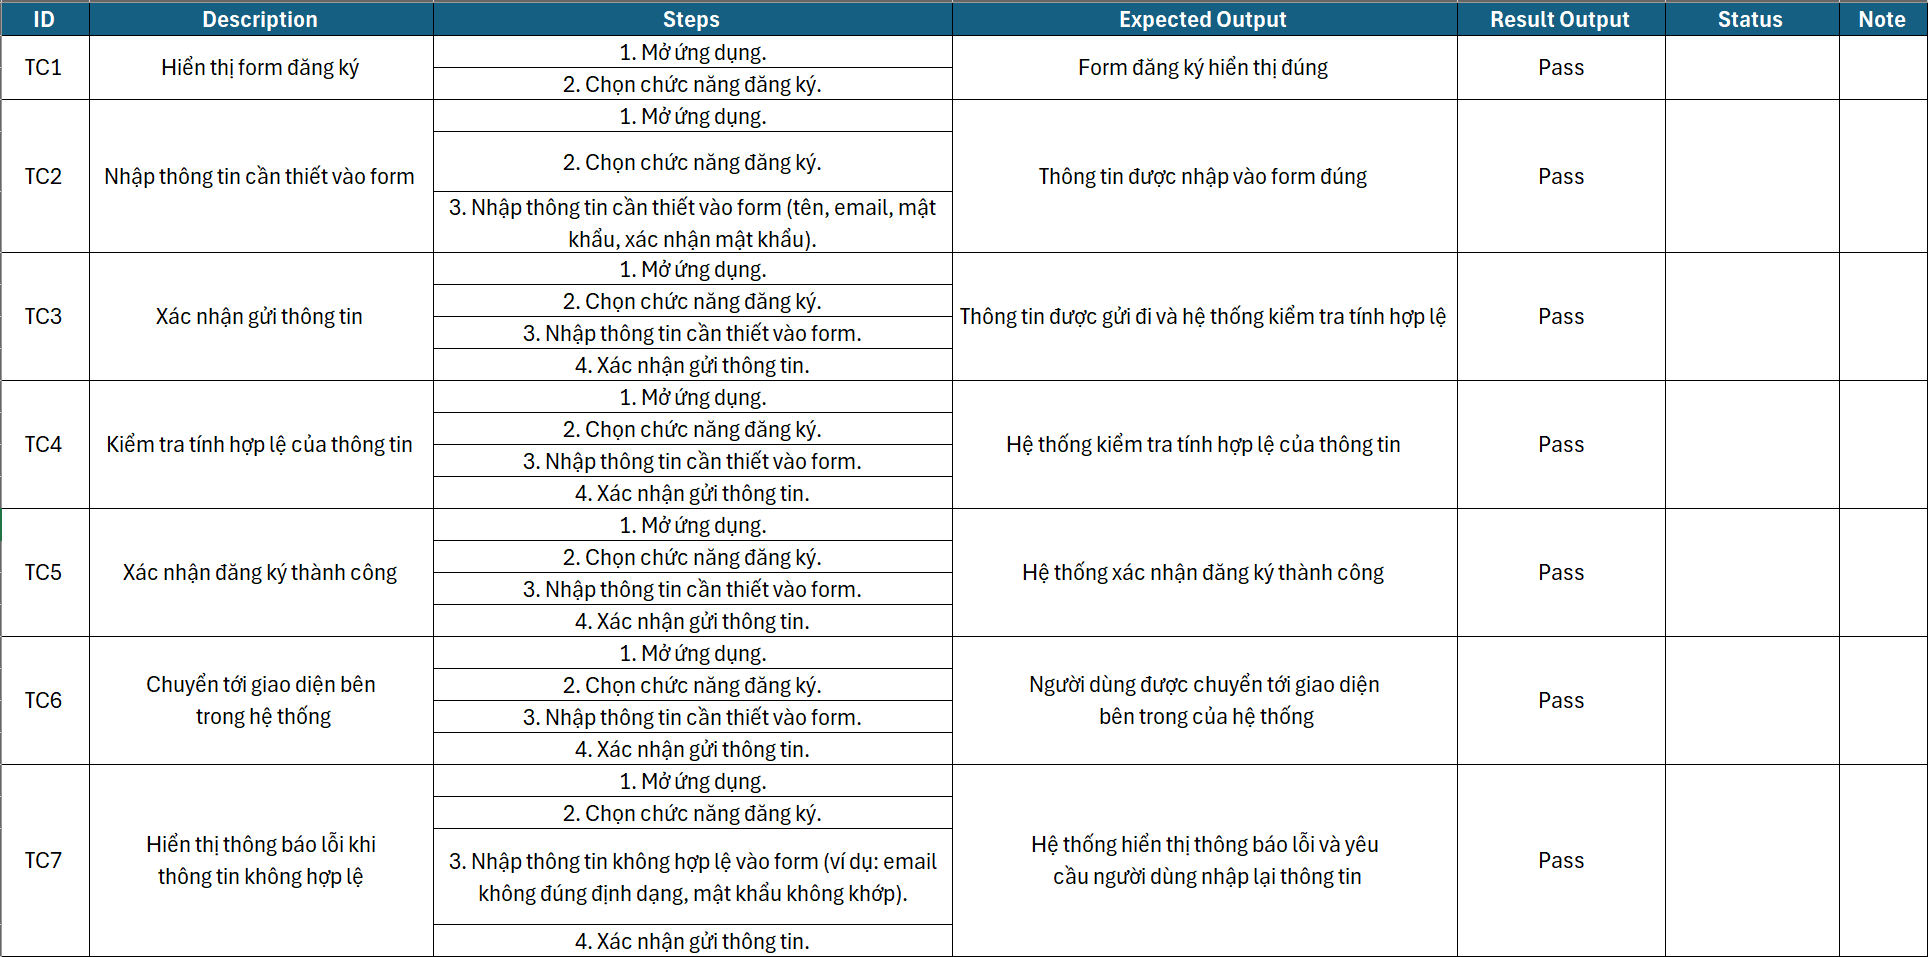 ID Description Steps Expected Output Result Output Status Note
TC1 Hiển thị form đăng ký
1. Mở ứng dụng.
2. Chọn chức năng đăng ký.
Form đăng ký hiển thị đúng
Pass
TC2 Nhập thông tin cần thiết vào form
1. Mở ứng dụng.
2. Chọn chức năng đăng ký.
3. Nhập thông tin cần thiết vào form (tên, email, mật
khẩu, xác nhận mật khẩu).
Thông tin được nhập vào form đúng
Pass
TC3 Xác nhận gửi thông tin
1. Mở ứng dụng.
2. Chọn chức năng đăng ký.
3. Nhập thông tin cần thiết vào form.
4. Xác nhận gửi thông tin.
Thông tin được gửi đi và hệ thống kiểm tra tính hợp lệ
Pass
TC4 Kiểm tra tính hợp lệ của thông tin
1. Mở ứng dụng.
2. Chọn chức năng đăng ký.
3. Nhập thông tin cần thiết vào form.
4. Xác nhận gửi thông tin.
Hệ thống kiểm tra tính hợp lệ của thông tin
Pass
TC5 Xác nhận đăng ký thành công
1. Mở ứng dụng.
2. Chọn chức năng đăng ký.
3. Nhập thông tin cần thiết vào form.
4. Xác nhận gửi thông tin.
Hệ thống xác nhận đăng ký thành công
Pass
TC6
Chuyển tới giao diện bên
trong hệ thống
1. Mở ứng dụng.
2. Chọn chức năng đăng ký.
3. Nhập thông tin cần thiết vào form.
4. Xác nhận gửi thông tin.
Người dùng được chuyển tới giao diện
bên trong của hệ thống
Pass
TC7
Hiển thị thông báo lỗi khi
thông tin không hợp lệ
1. Mở ứng dụng.
2. Chọn chức năng đăng ký.
3. Nhập thông tin không hợp lệ vào form (ví dụ: email
không đúng định dạng, mật khẩu không khớp).
4. Xác nhận gửi thông tin.
Hệ thống hiển thị thông báo lỗi và yêu
cầu người dùng nhập lại thông tin
Pass